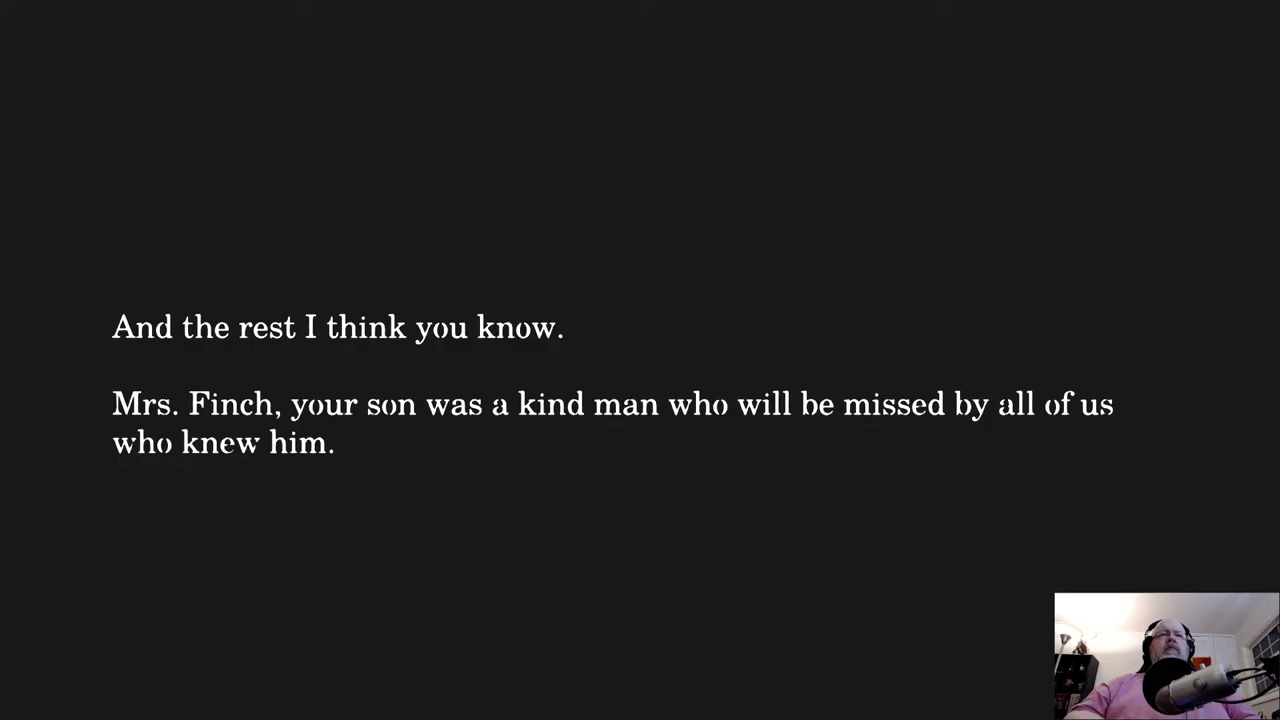 And the rest I think you know.
Mrs. Finch, your son was a kind man who will be missed by all of us
who knew him.